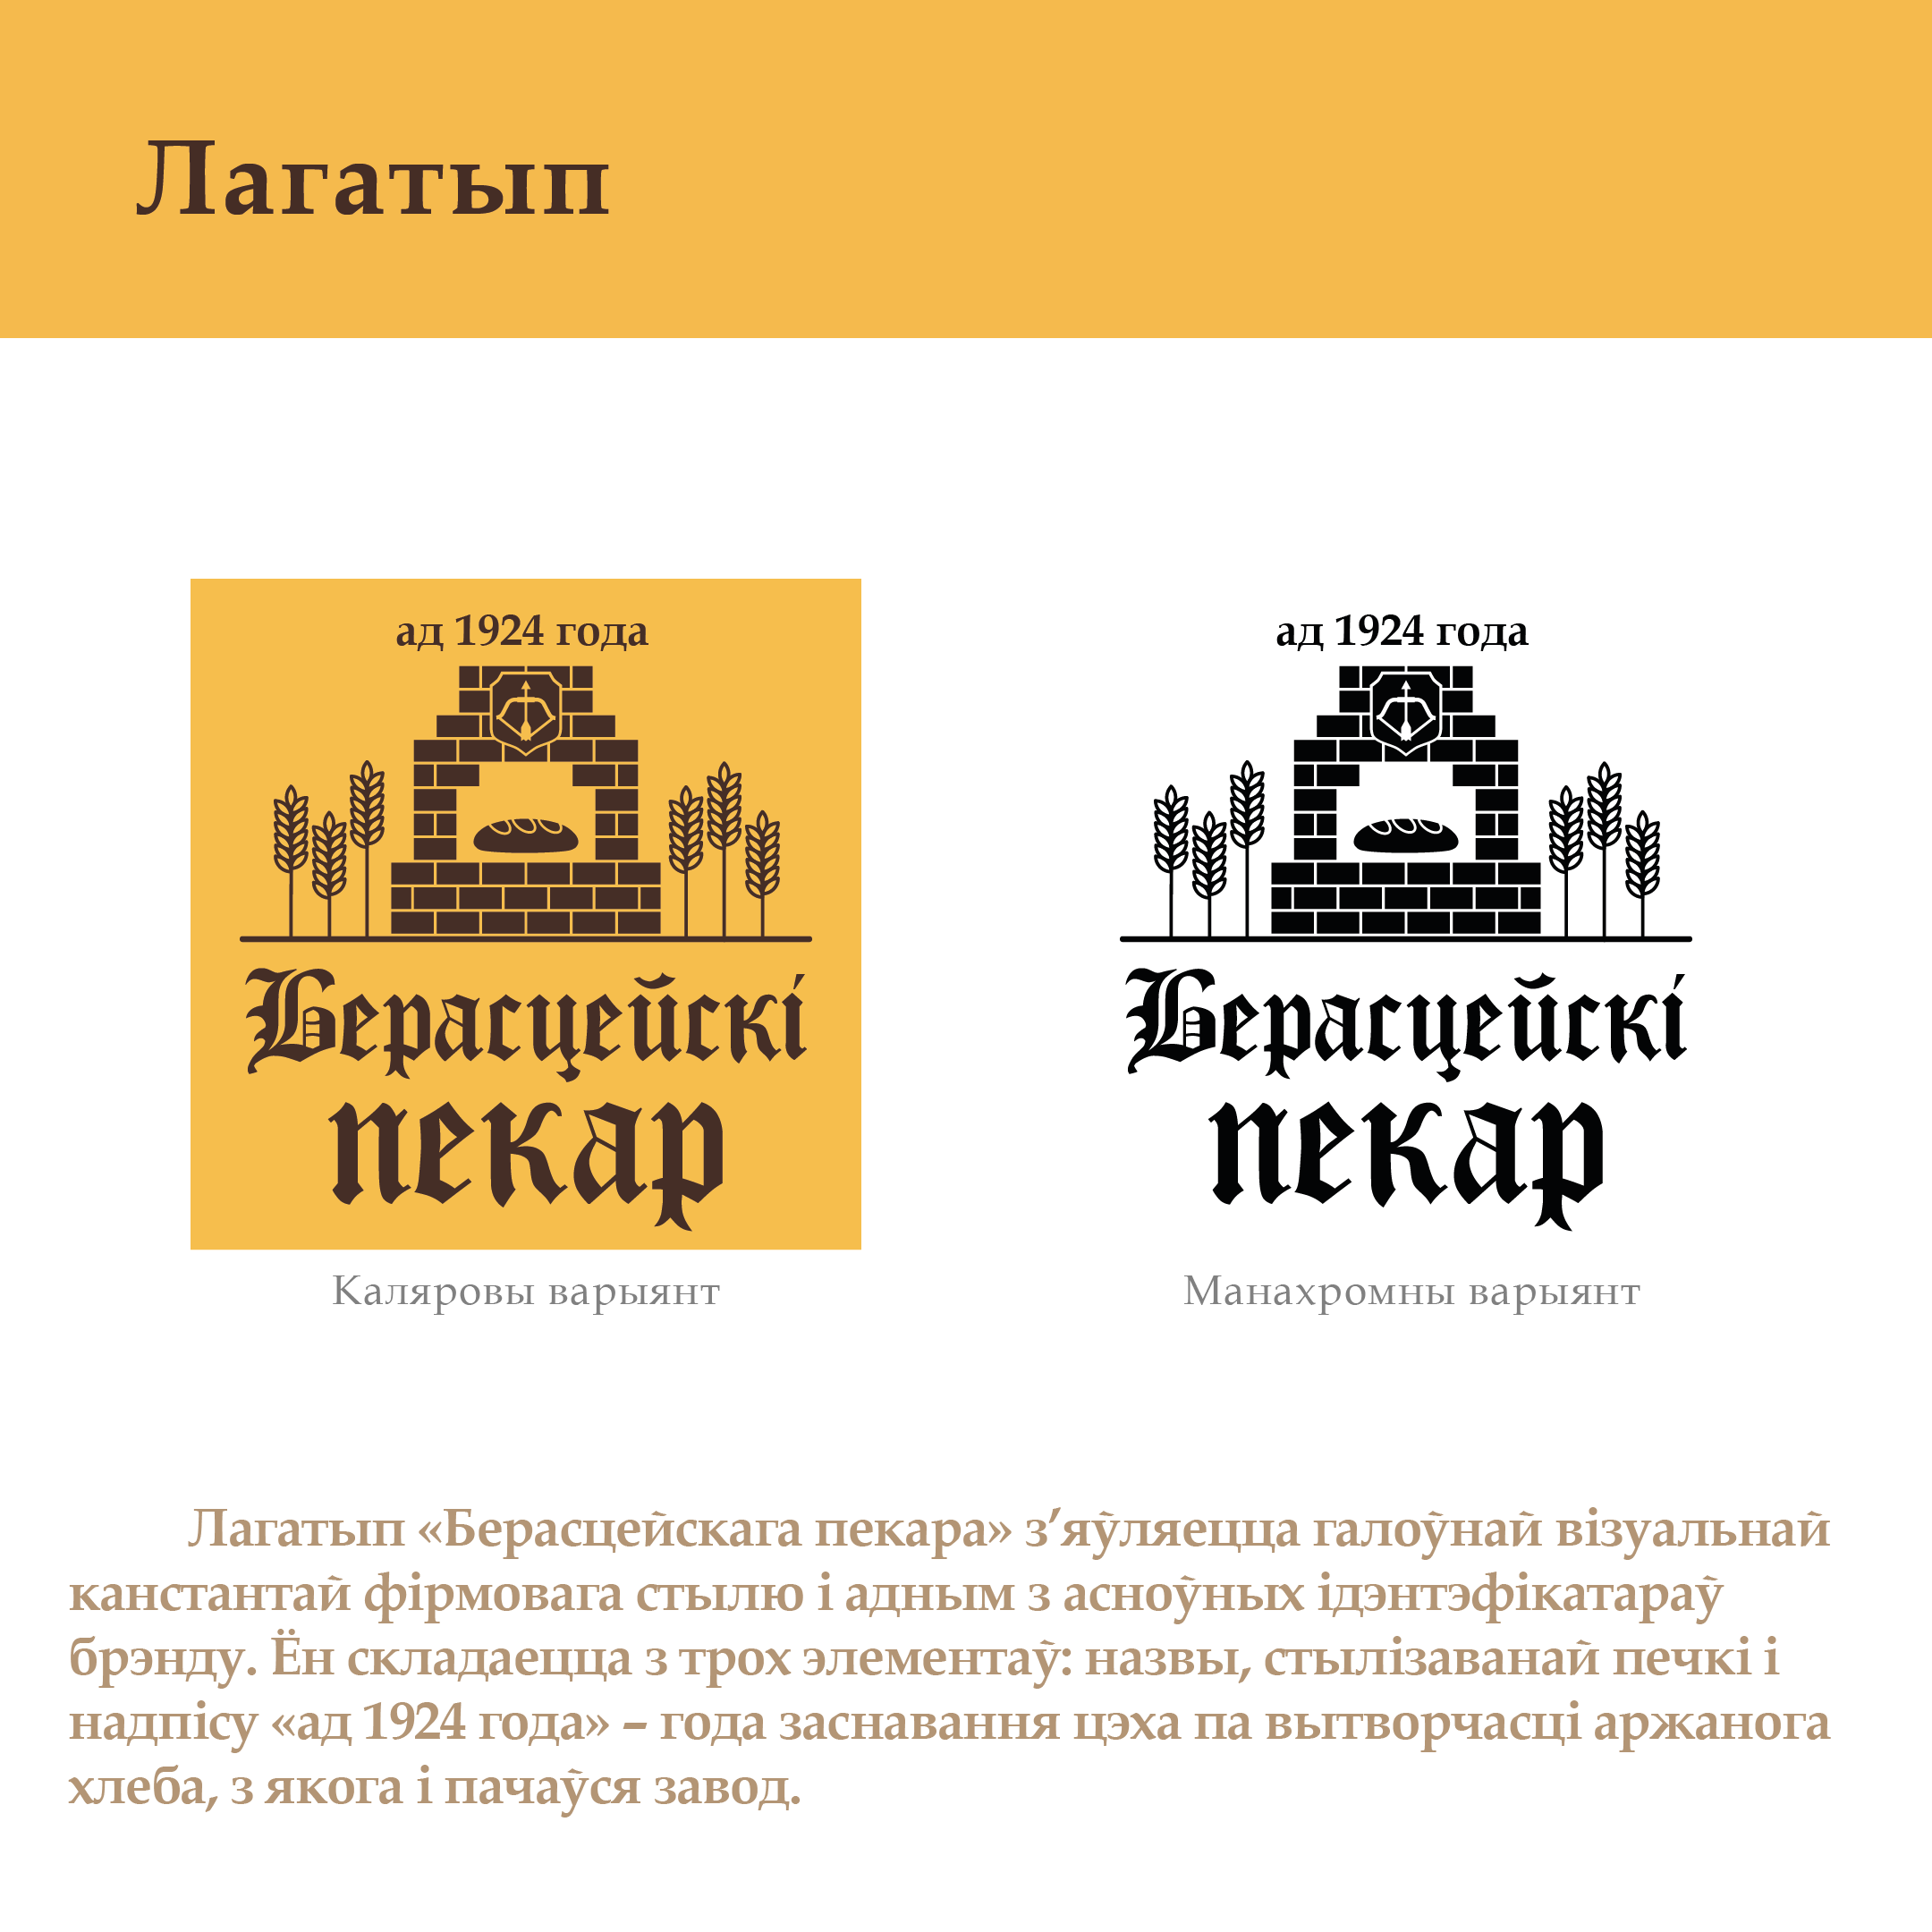 Лагатып
ад 1924 года
Берасцейскі
пекар
Каляровы варыянт
ад 1924 года
Берасцейскі
пекар
Манахромны варыянт
Лагатып «Берасцейскага пекара» з’яўляецца галоўнай візуальнай
канстантай фірмовага стылю і адным з асноўных ідэнтэфікатараў
брэнду. Ён складаецца з трох элементаў: назвы, стылізаванай печкі і
надпісу «ад 1924 года» – года заснавання цэха па вытворчасці аржанога
хлеба, з якога і пачаўся завод.